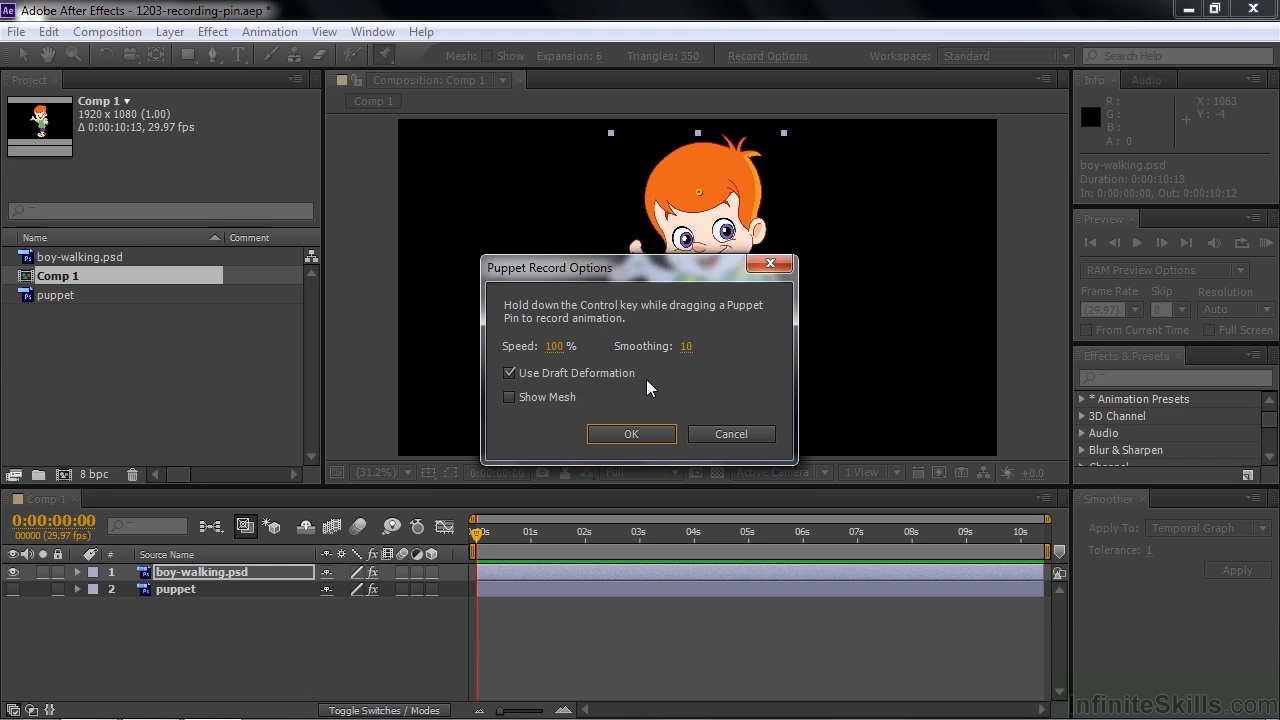 Adobe After Effects - 1203-recording-pin.aep *
File Edit Composition Layer Effect Animation View Window Help
Mesh: Show Expansion: 6 Triangles: 350 Record Options Workspace: Standard Search Help
Project
Comp 1
1920 x 1080 (1.00)
Δ 0:00:10:13, 29.97 fps
Name Comment
boy-walking.psd
Comp 1
puppet
8 bpc
Composition: Comp 1
Comp 1
Puppet Record Options
Hold down the Control key while dragging a Puppet
Pin to record animation.
Speed: 100 % Smoothing: 10
Use Draft Deformation
Show Mesh
OK Cancel
(31.2%) 0:00:00:00 Full Active Camera 1 View +0.0
Info Audio
R : X : 1063
G : Y : -4
B :
A : 0
boy-walking.psd
Duration: 0:00:10:13
In: 0:00:00:00, Out: 0:00:10:12
Preview
RAM Preview Options
Frame Rate Skip Resolution
(29.97) 0 Auto
From Current Time Full Screen
Effects & Presets
* Animation Presets
3D Channel
Audio
Blur & Sharpen
Channel
Comp 1
0:00:00:00
00000 (29.97 fps)
00s 01s 02s 03s 04s 05s 06s 07s 08s 09s 10s
# Source Name
1 boy-walking.psd
2 puppet
Toggle Switches / Modes
Smoother
Apply To: Temporal Graph
Tolerance: 1
Apply
InfiniteSkills.com